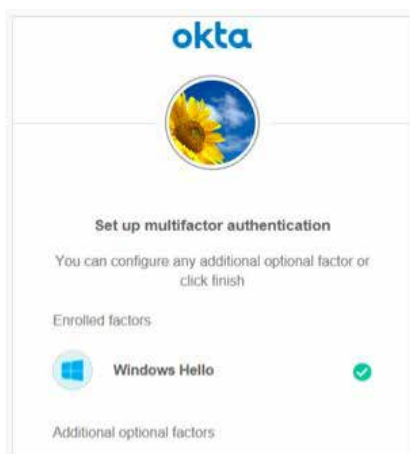 okta
Set up multifactor authentication
You can configure any additional optional factor or
click finish
Enrolled factors
Windows Hello
Additional optional factors